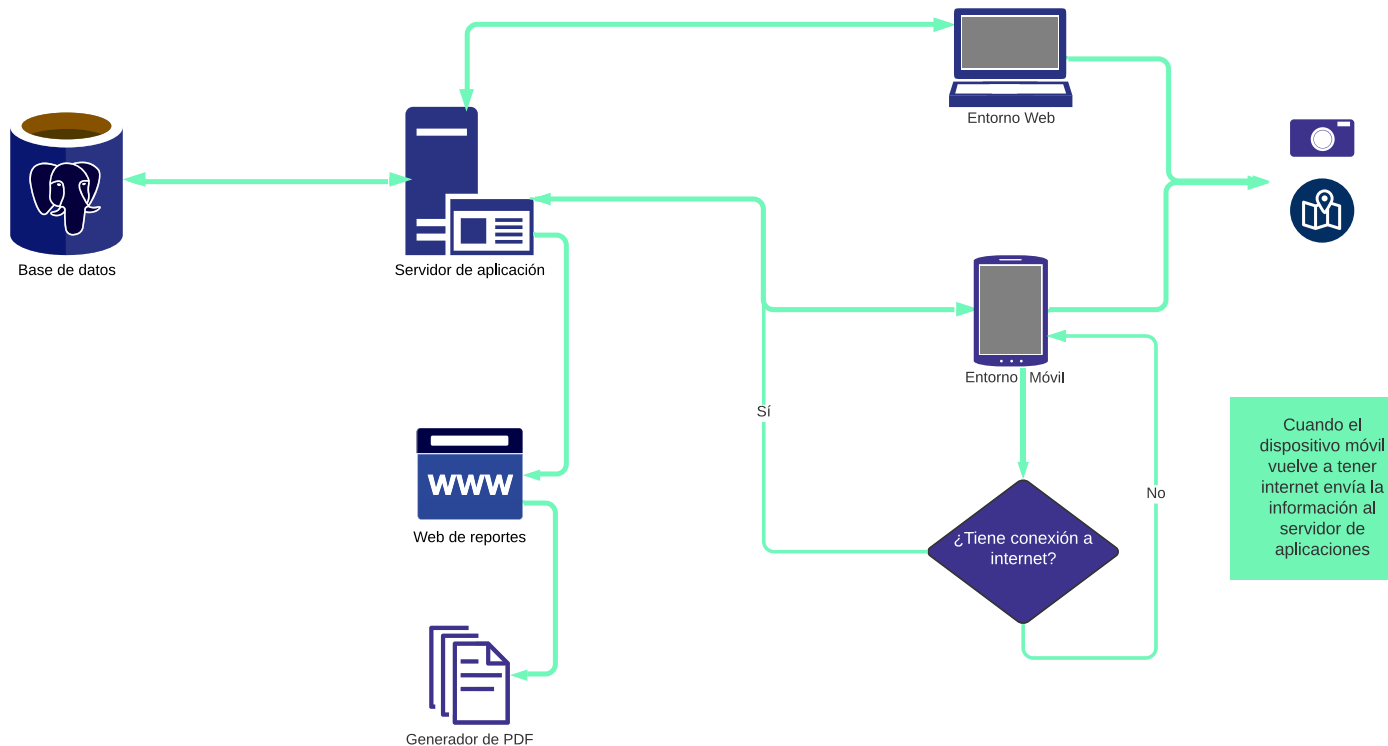 Entorno Web
Base de datos
Servidor de aplicación
Entorno Móvil
Sí
No
Cuando el
dispositivo móvil
vuelve a tener
internet envía la
información al
servidor de
aplicaciones
WWW
Web de reportes
¿Tiene conexión a
internet?
Generador de PDF